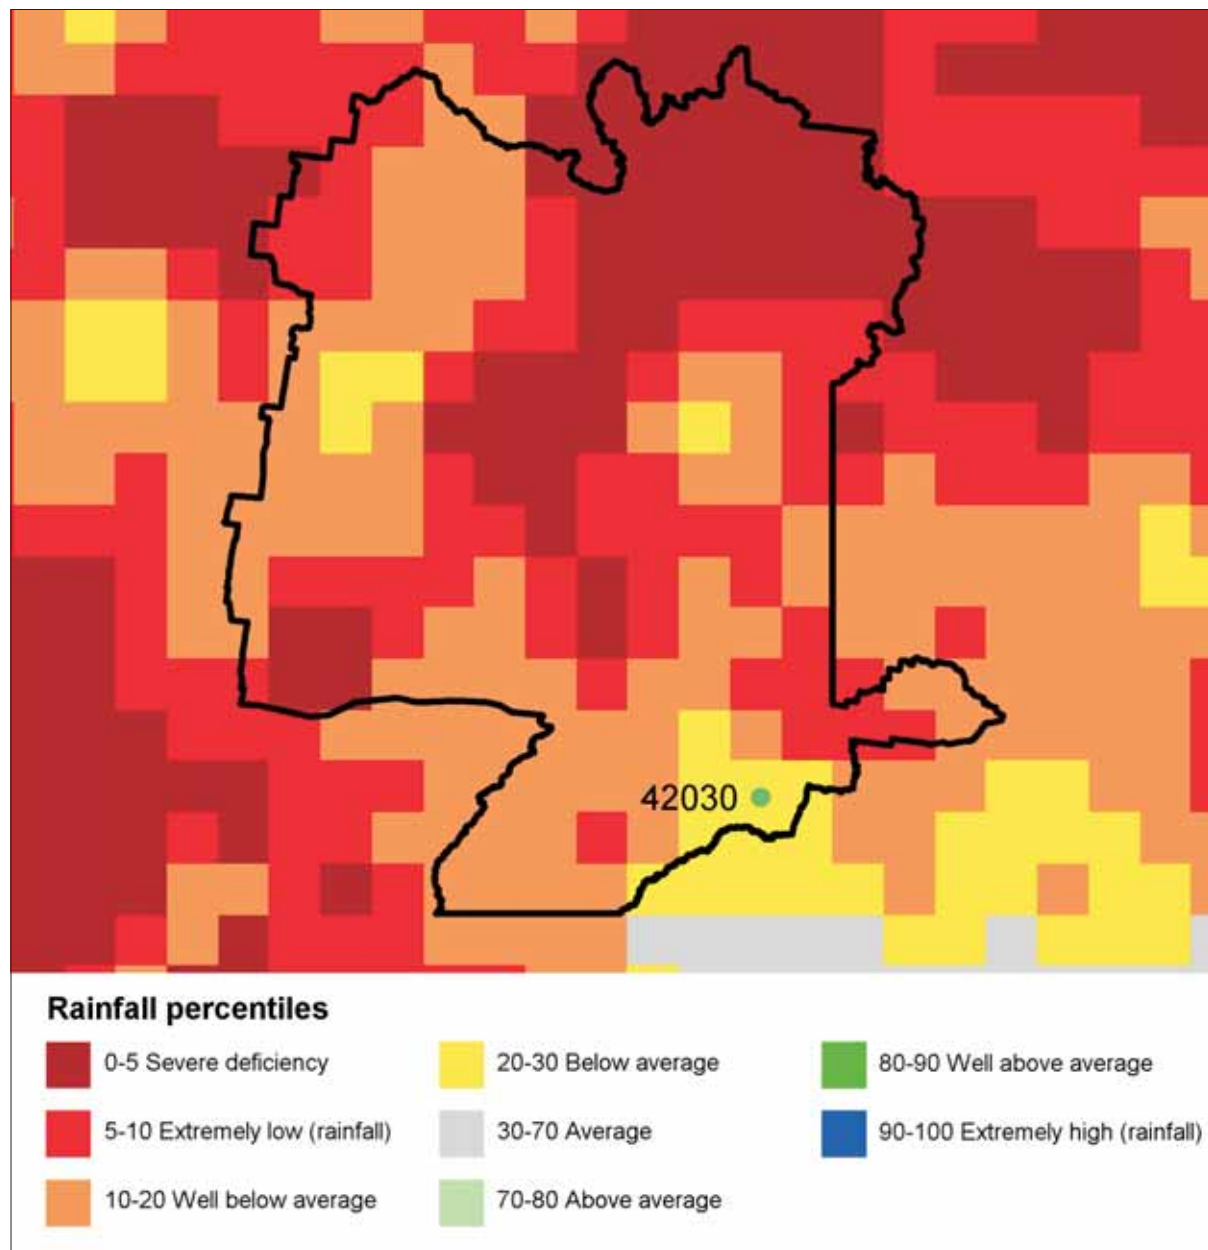 42030
Rainfall percentiles
0-5 Severe deficiency
20-30 Below average
80-90 Well above average
5-10 Extremely low (rainfall)
30-70 Average
90-100 Extremely high (rainfall)
10-20 Well below average
70-80 Above average